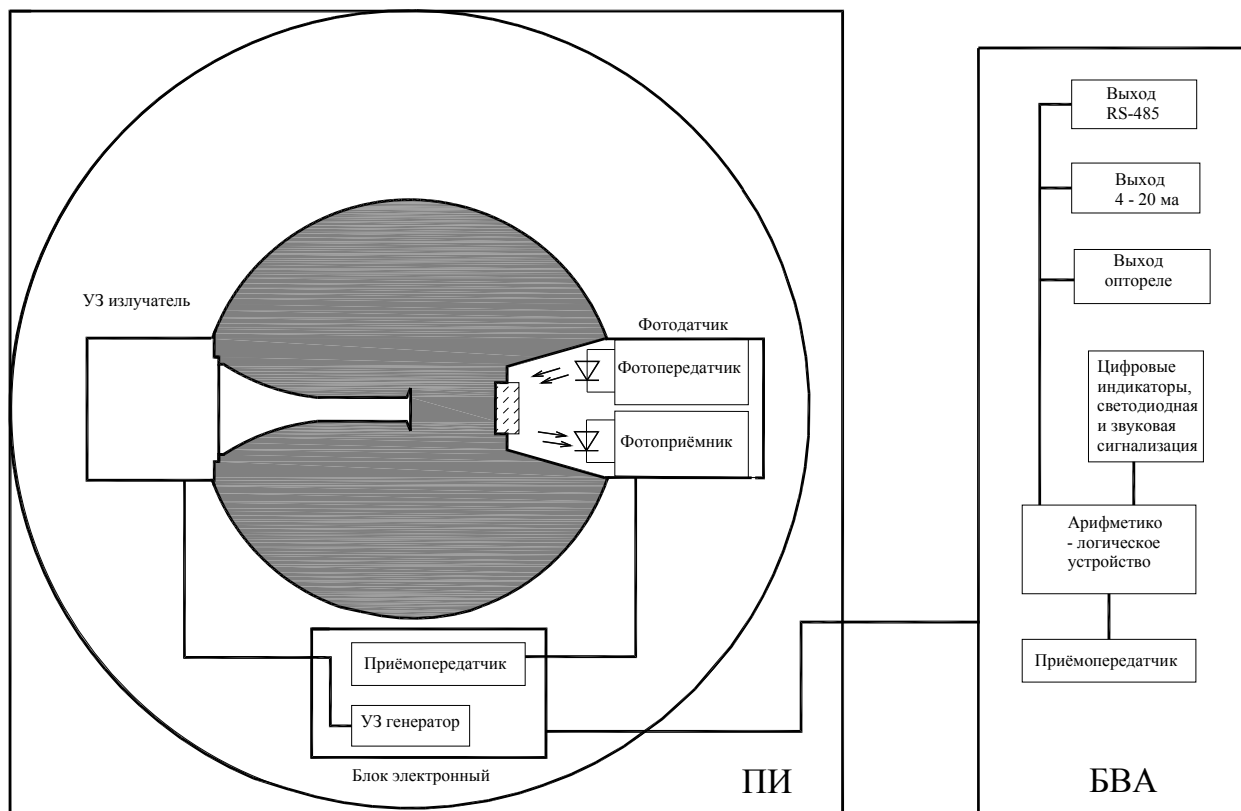 УЗ излучатель
Фотодатчик
Фотопередатчик
Фотоприёмник
Приёмопередатчик
УЗ генератор
Блок электронный
ПИ
Выход
RS-485
Выход
4 - 20 ма
Выход
оптореле
Цифровые
индикаторы,
светодиодная
и звуковая
сигнализация
Арифметико
- логическое
устройство
Приёмопередатчик
БВА